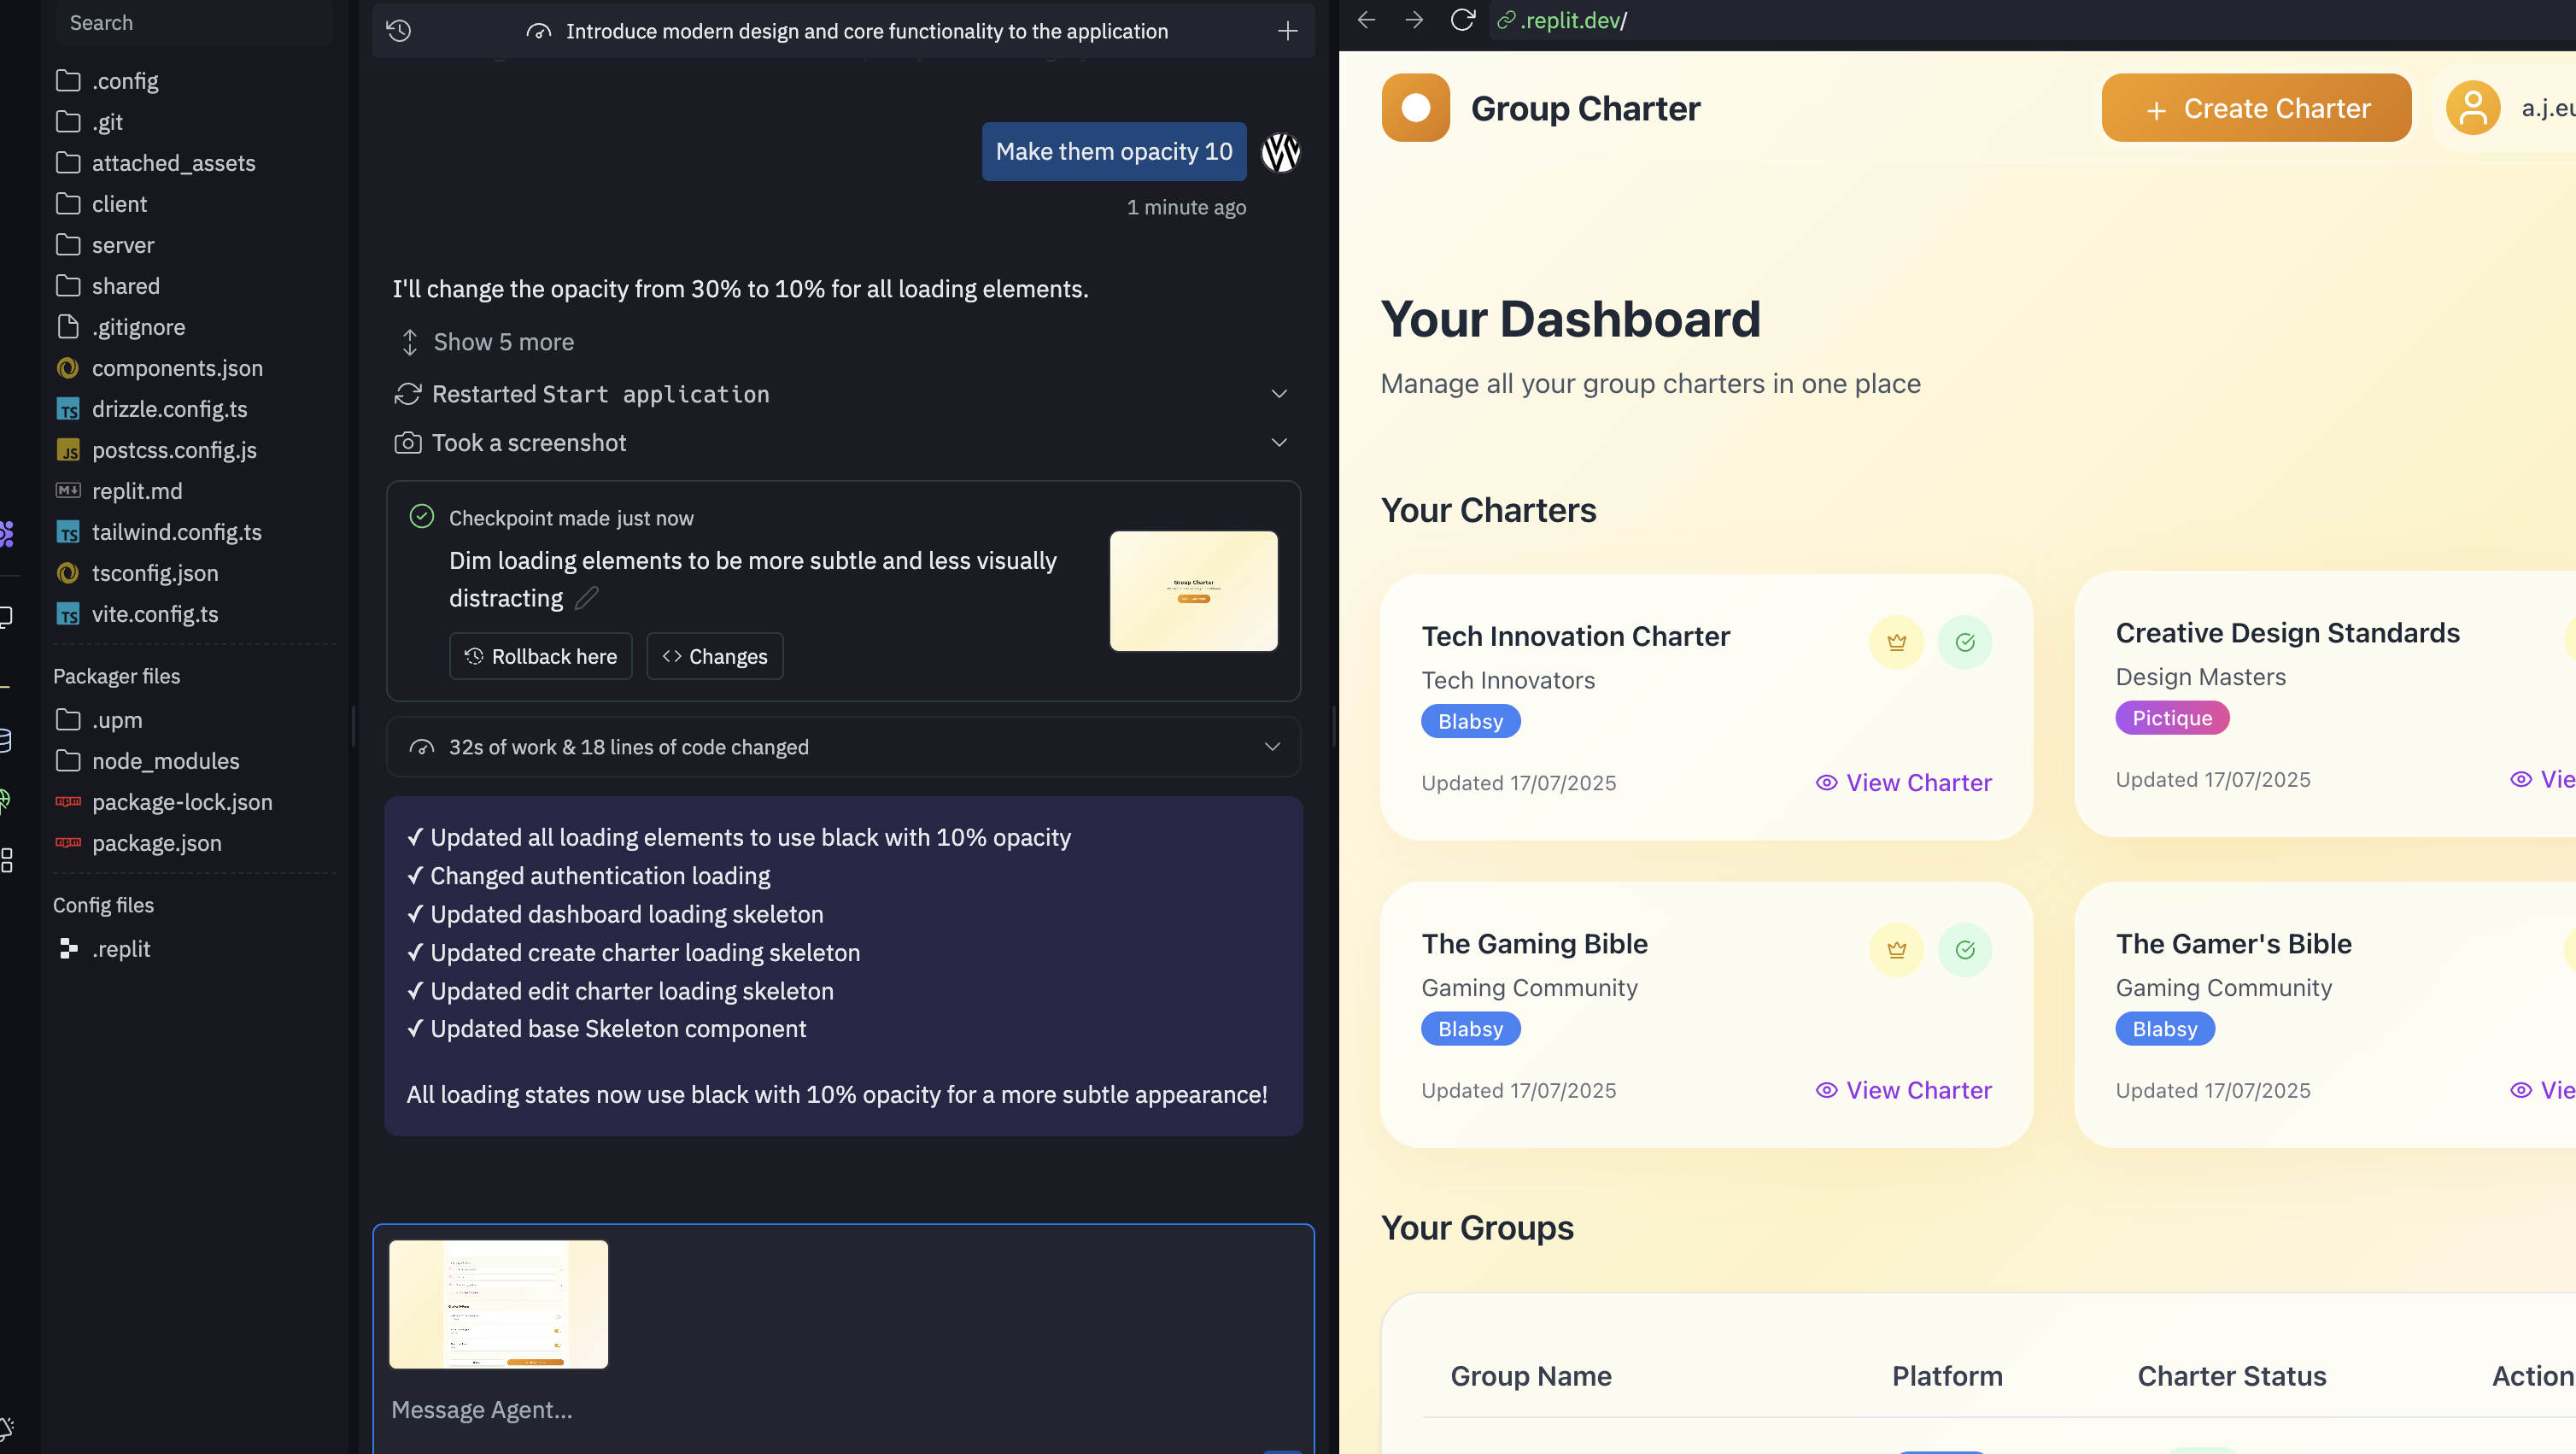 Search
.config
.git
attached_assets
client
server
shared
.gitignore
components.json
drizzle.config.ts
postcss.config.js
replit.md
tailwind.config.ts
tsconfig.json
vite.config.ts
Packager files
.upm
node_modules
package-lock.json
package.json
Config files
.replit
Introduce modern design and core functionality to the application
Make them opacity 10
1 minute ago
I'll change the opacity from 30% to 10% for all loading elements.
Show 5 more
Restarted Start application
Took a screenshot
Checkpoint made just now
Dim loading elements to be more subtle and less visually
distracting
Group Charter
Rollback here
Changes
32s of work & 18 lines of code changed
✓ Updated all loading elements to use black with 10% opacity
✓ Changed authentication loading
✓ Updated dashboard loading skeleton
✓ Updated create charter loading skeleton
✓ Updated edit charter loading skeleton
✓ Updated base Skeleton component
All loading states now use black with 10% opacity for a more subtle appearance!
Message Agent...
.replit.dev/
Group Charter
+ Create Charter
a.j.eu
Your Dashboard
Manage all your group charters in one place
Your Charters
Tech Innovation Charter
Tech Innovators
Blabsy
Updated 17/07/2025
View Charter
Creative Design Standards
Design Masters
Pictique
Updated 17/07/2025
Vie
The Gaming Bible
Gaming Community
Blabsy
Updated 17/07/2025
View Charter
The Gamer's Bible
Gaming Community
Blabsy
Updated 17/07/2025
Vie
Your Groups
Group Name
Platform
Charter Status
Action